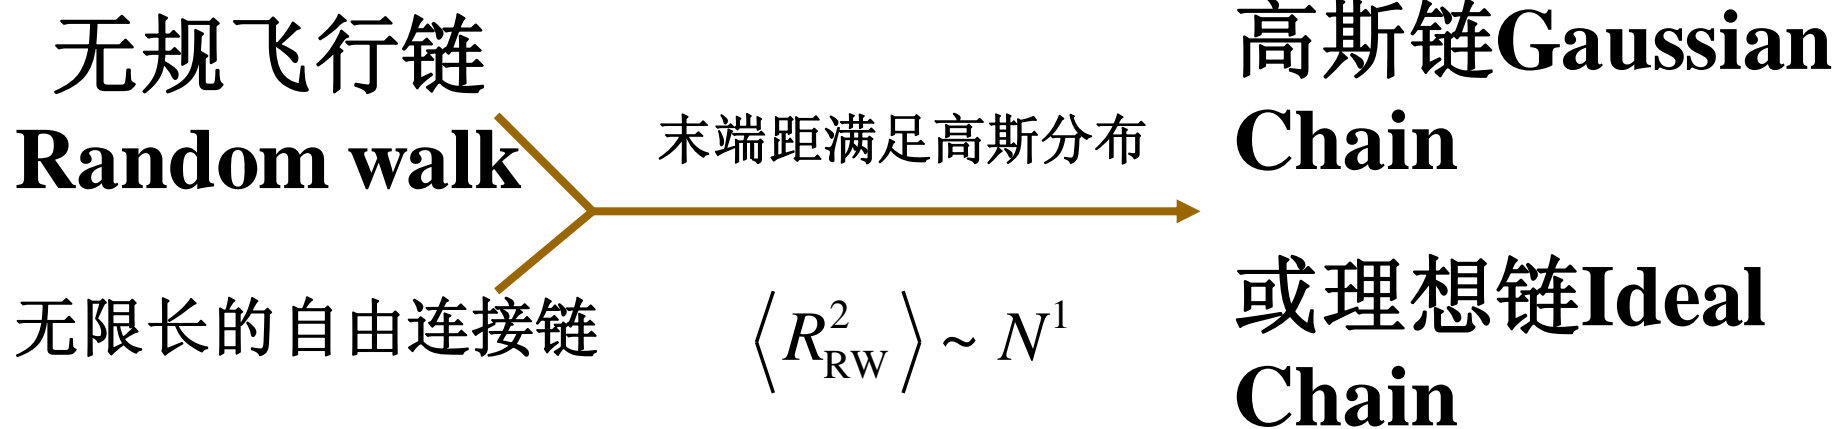 无规飞行链
Random walk
无限长的自由连接链
末端距满足高斯分布
⟨R²_RW⟩ ~ N¹
高斯链Gaussian
Chain
或理想链Ideal
Chain